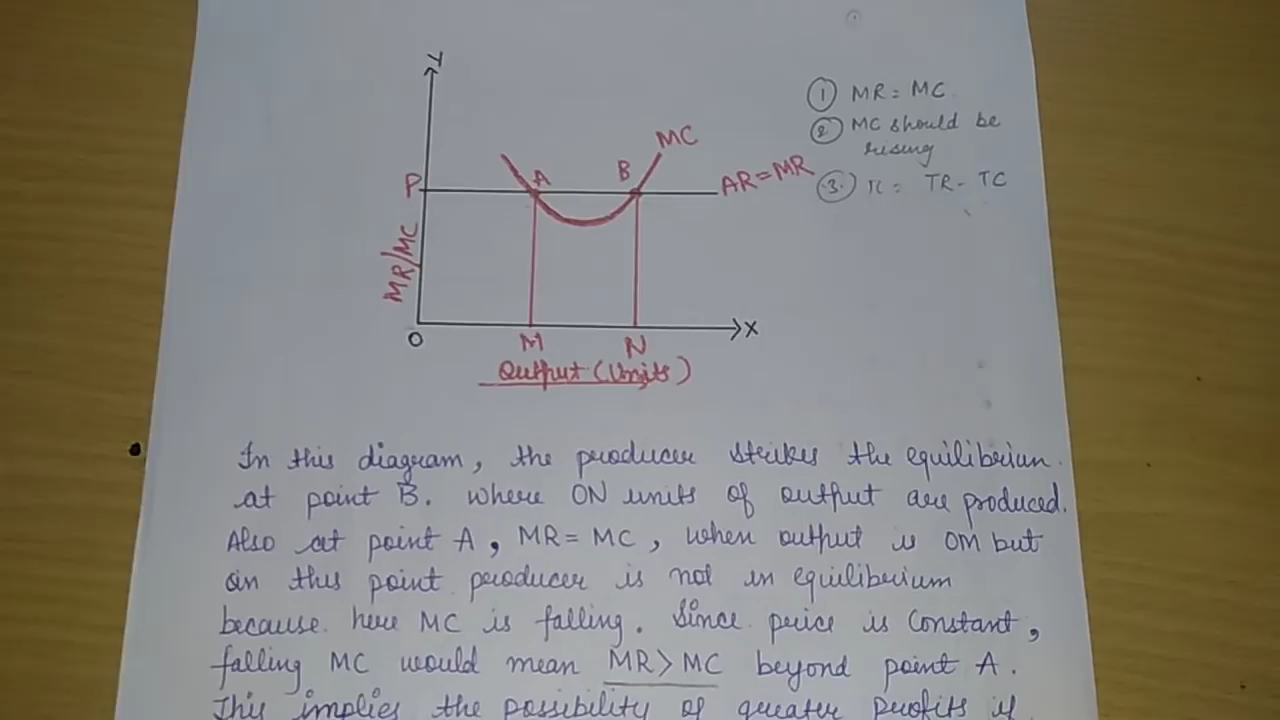 Y
① MR = MC
② MC should be
rising
③ π = TR - TC
MC
P
A
B
AR = MR
MR/MC
O
M
N
X
Output (Units)
In this diagram, the producer strikes the equilibrium
at point B. where ON units of output are produced.
Also at point A, MR = MC, when output is OM but
on this point producer is not in equilibrium
because here MC is falling. Since price is constant,
falling MC would mean MR > MC beyond point A.
This implies the possibility of greater profits if